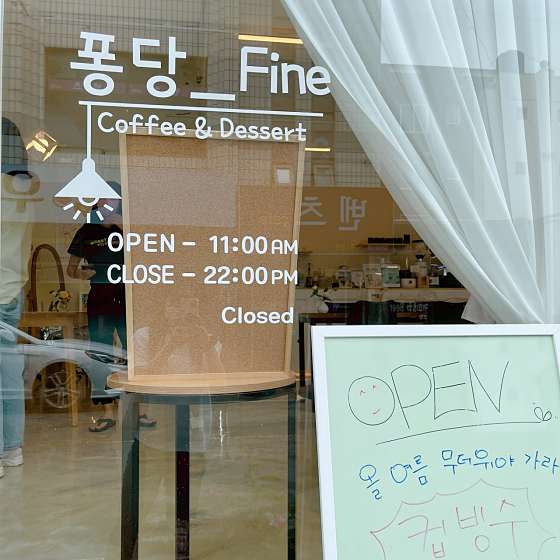 퐁당_Fine
Coffee & Dessert
OPEN - 11:00AM
CLOSE - 22:00PM
Closed
OPEN
올 여름 무더위야 가라
컵빙수